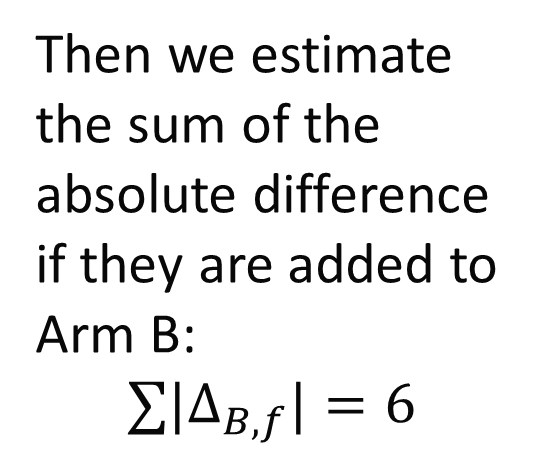 Then we estimate
the sum of the
absolute difference
if they are added to
Arm B:
∑|Δ_{B,f}| = 6